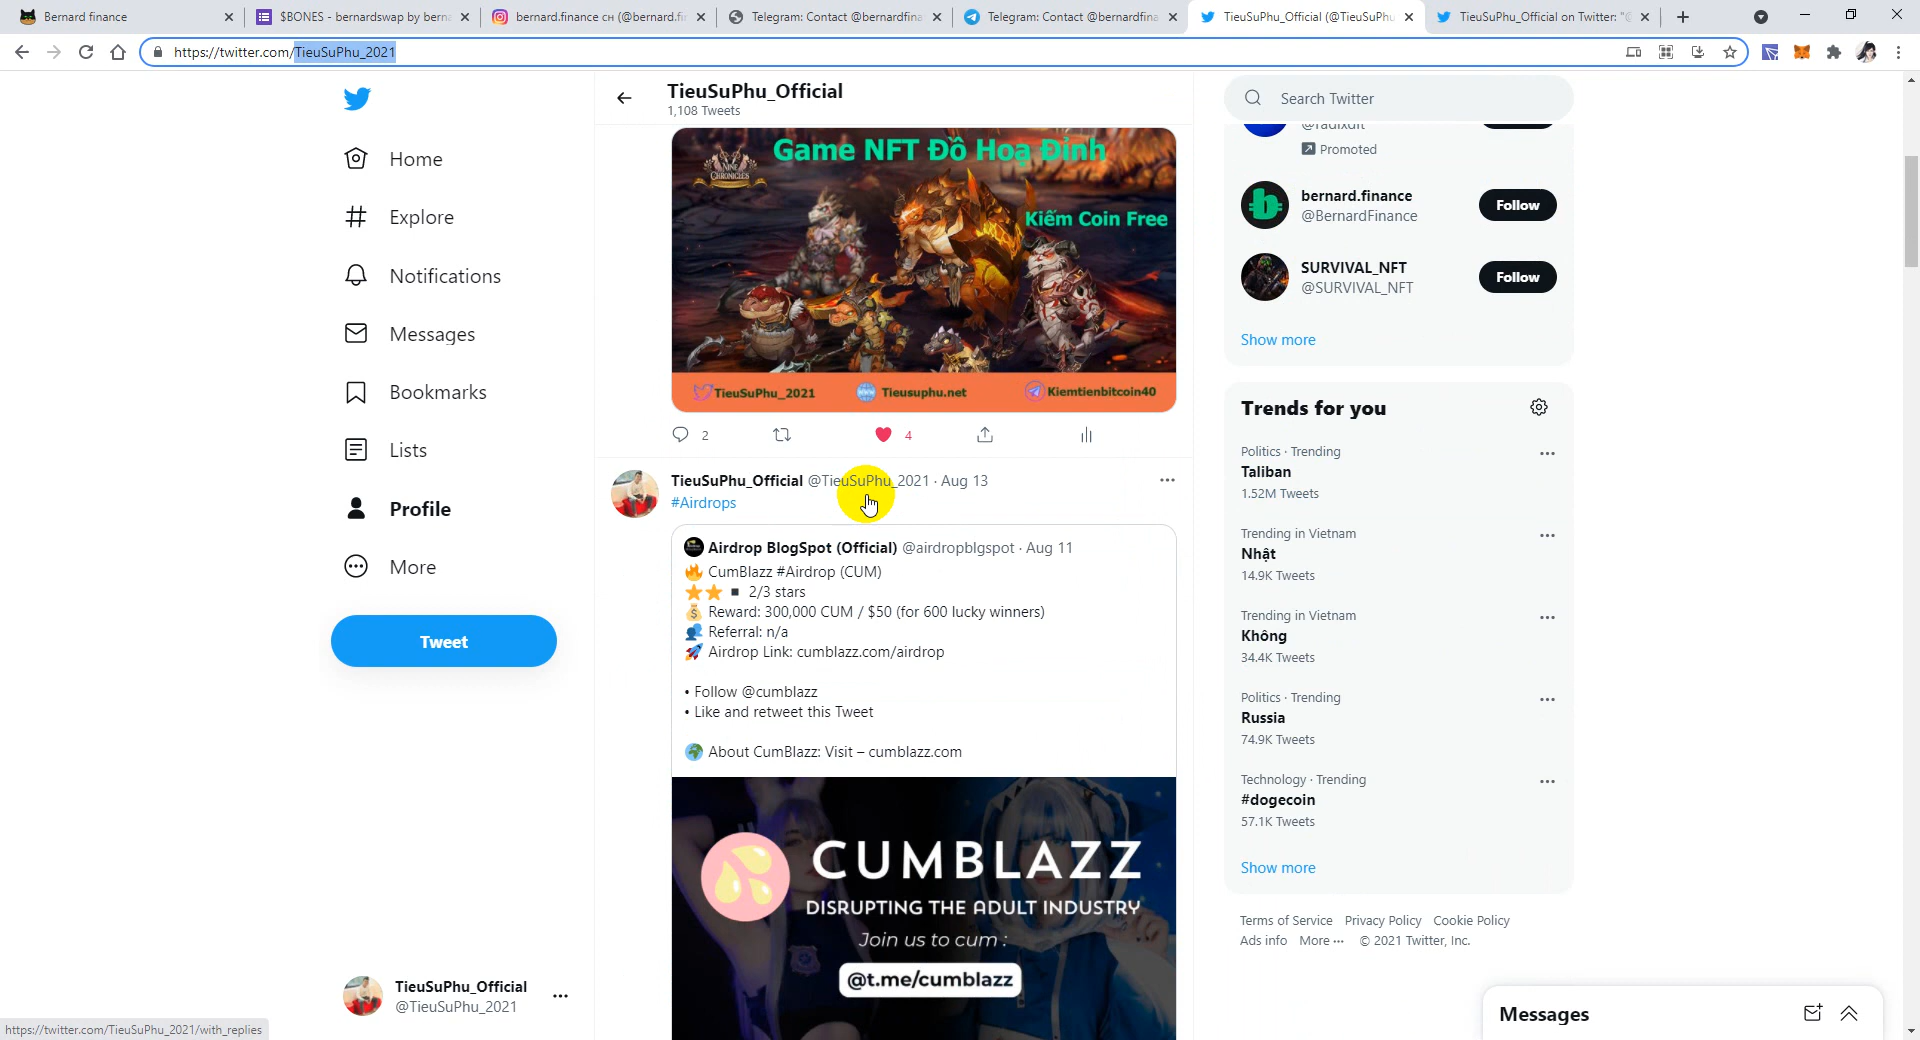 Bernard finance
$BONES - bernardswap by berna
bernard.finance сн (@bernard.fi
Telegram: Contact @bernardfina
Telegram: Contact @bernardfina
TieuSuPhu_Official (@TieuSuPhu
TieuSuPhu_Official on Twitter: "@
https://twitter.com/TieuSuPhu_2021
TieuSuPhu_Official
1,108 Tweets
Search Twitter
Home
Explore
Notifications
Messages
Bookmarks
Lists
Profile
More
Tweet
TieuSuPhu_Official
@TieuSuPhu_2021
https://twitter.com/TieuSuPhu_2021/with_replies
NINE
CHRONICLES
Game NFT Đồ Hoạ Đỉnh
Kiếm Coin Free
TieuSuPhu_2021
Tieusuphu.net
Kiemtienbitcoin40
2
4
TieuSuPhu_Official @TieuSuPhu_2021 · Aug 13
#Airdrops
Airdrop BlogSpot (Official) @airdropblgspot · Aug 11
🔥 CumBlazz #Airdrop (CUM)
⭐⭐▪ 2/3 stars
💰 Reward: 300,000 CUM / $50 (for 600 lucky winners)
👥 Referral: n/a
🚀 Airdrop Link: cumblazz.com/airdrop
• Follow @cumblazz
• Like and retweet this Tweet
🌍 About CumBlazz: Visit – cumblazz.com
CUMBLAZZ
DISRUPTING THE ADULT INDUSTRY
Join us to cum :
@t.me/cumblazz
Promoted
bernard.finance
@BernardFinance
Follow
SURVIVAL_NFT
@SURVIVAL_NFT
Follow
Show more
Trends for you
Politics · Trending
Taliban
1.52M Tweets
Trending in Vietnam
Nhật
14.9K Tweets
Trending in Vietnam
Không
34.4K Tweets
Politics · Trending
Russia
74.9K Tweets
Technology · Trending
#dogecoin
57.1K Tweets
Show more
Terms of Service Privacy Policy Cookie Policy
Ads info More ··· © 2021 Twitter, Inc.
Messages